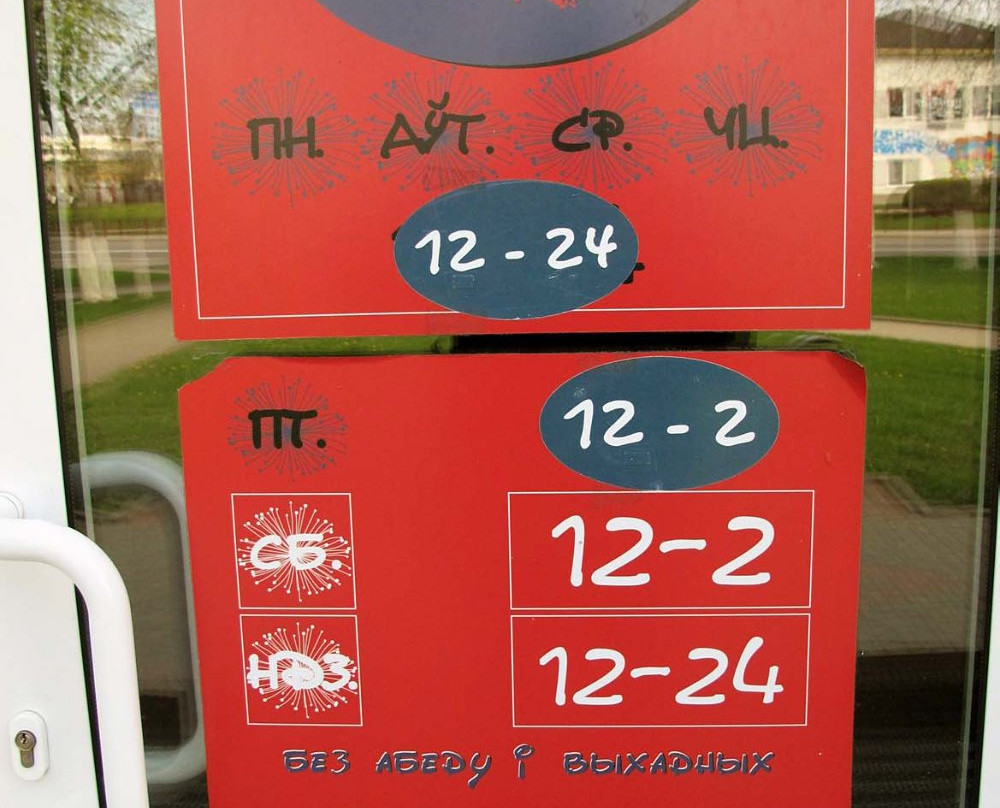 ПН. АЎТ. СР. ЧЦ.
12 - 24
ПТ. 12 - 2
СБ. 12-2
НДЗ. 12-24
БЕЗ АБЕДУ І ВЫХАДНЫХ